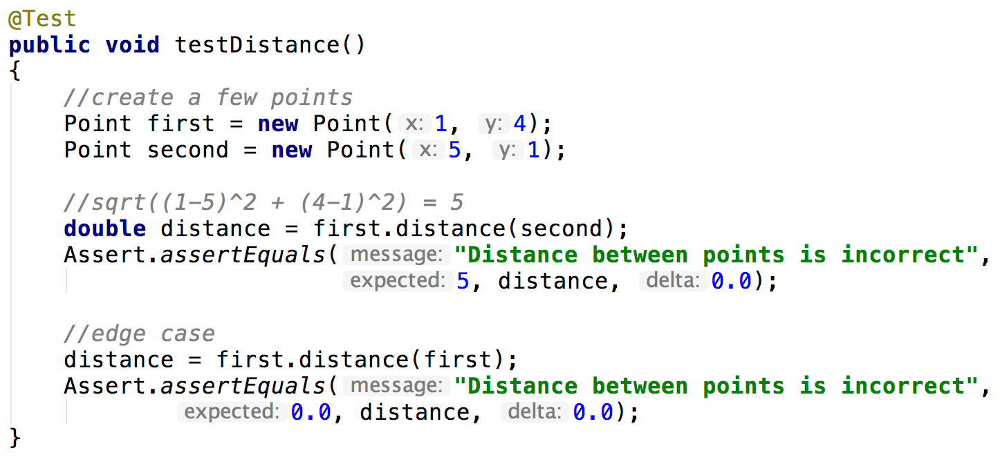 @Test
public void testDistance()
{
    //create a few points
    Point first = new Point( x: 1, y: 4);
    Point second = new Point( x: 5, y: 1);

    //sqrt((1-5)^2 + (4-1)^2) = 5
    double distance = first.distance(second);
    Assert.assertEquals( message: "Distance between points is incorrect",
                    expected: 5, distance, delta: 0.0);

    //edge case
    distance = first.distance(first);
    Assert.assertEquals( message: "Distance between points is incorrect",
        expected: 0.0, distance, delta: 0.0);
}